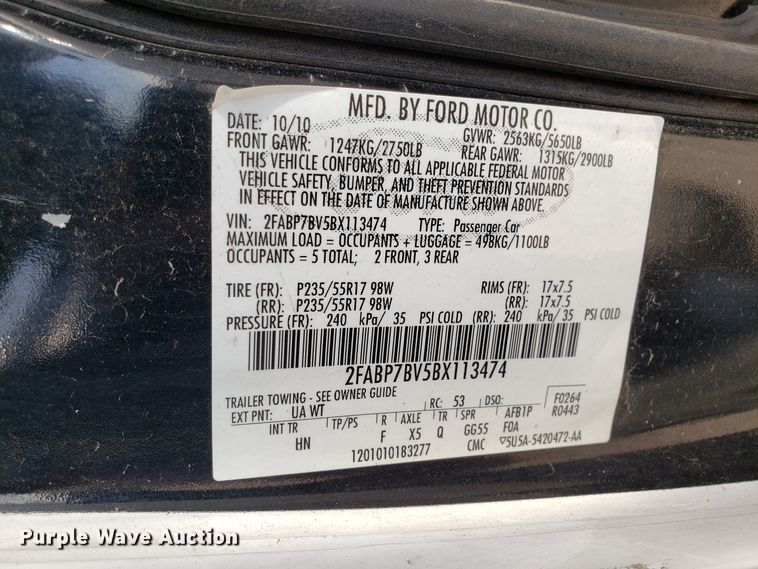 MFD. BY FORD MOTOR CO.
DATE: 10/10 GVWR: 2563KG/5650LB
FRONT GAWR: 1247KG/2750LB REAR GAWR: 1315KG/2900LB
THIS VEHICLE CONFORMS TO ALL APPLICABLE FEDERAL MOTOR
VEHICLE SAFETY, BUMPER, AND THEFT PREVENTION STANDARDS
IN EFFECT ON THE DATE OF MANUFACTURE SHOWN ABOVE.
VIN: 2FABP7BV5BX113474 TYPE: Passenger Car
MAXIMUM LOAD = OCCUPANTS + LUGGAGE = 498KG/1100LB
OCCUPANTS = 5 TOTAL; 2 FRONT, 3 REAR
TIRE (FR): P235/55R17 98W RIMS (FR): 17x7.5
(RR): P235/55R17 98W (RR): 17x7.5
PRESSURE (FR): 240 kPa/ 35 PSI COLD (RR): 240 kPa/ 35 PSI COLD
2FABP7BV5BX113474
TRAILER TOWING - SEE OWNER GUIDE
EXT PNT: UA WT RC: 53 DSO: F0264
INT TR TP/PS R AXLE TR SPR AFB1P R0443
HN F X5 Q GG55 FOA
1201010183277 CMC ▽5U5A-5420472-AA
Purple Wave Auction